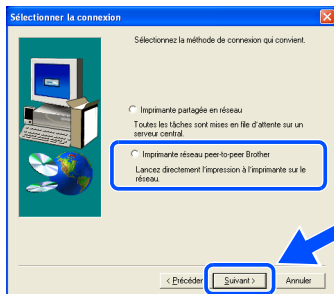 Sélectionner la connexion
Sélectionnez la méthode de connexion qui convient.
Imprimante partagée en réseau
Toutes les tâches sont mises en file d'attente sur un
serveur central.
Imprimante réseau peer-to-peer Brother
Lancez directement l'impression à l'imprimante sur le
réseau.
< Précéder
Suivant >
Annuler